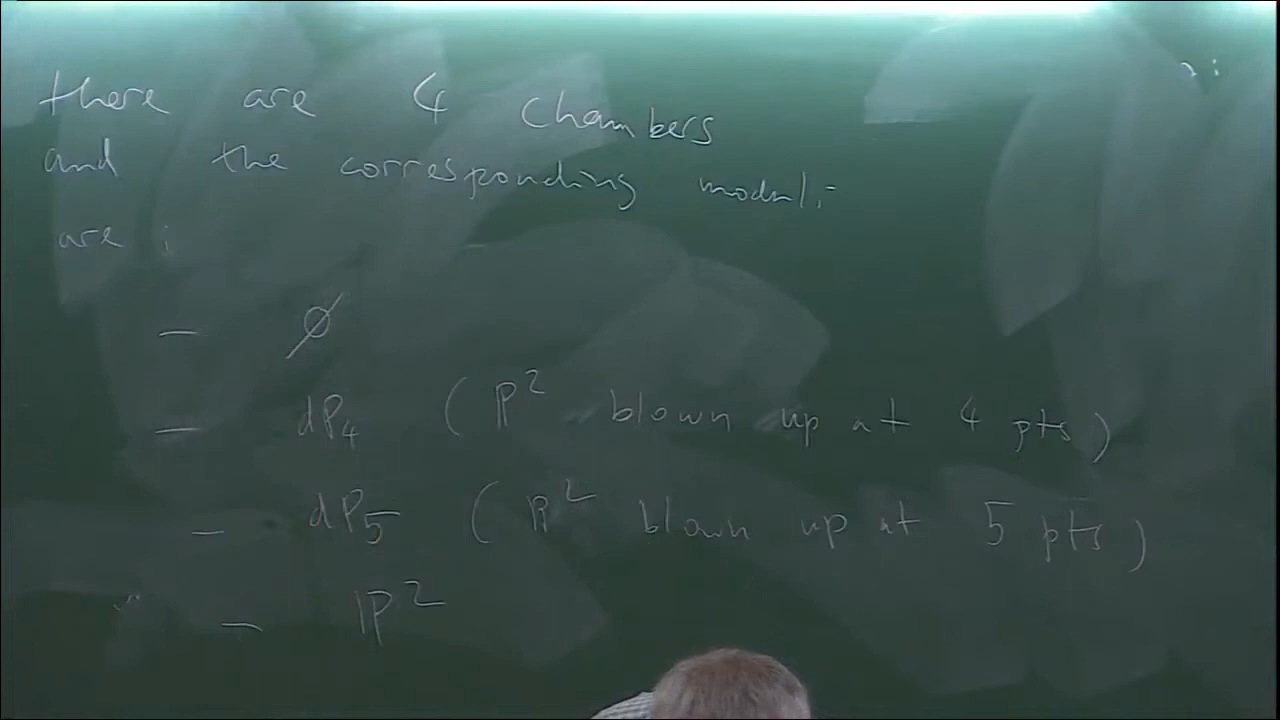 there are 4 chambers
and the corresponding moduli
are :
— ∅
— dP₄ (ℙ² blown up at 4 pts)
— dP₅ (ℙ² blown up at 5 pts)
— ℙ²